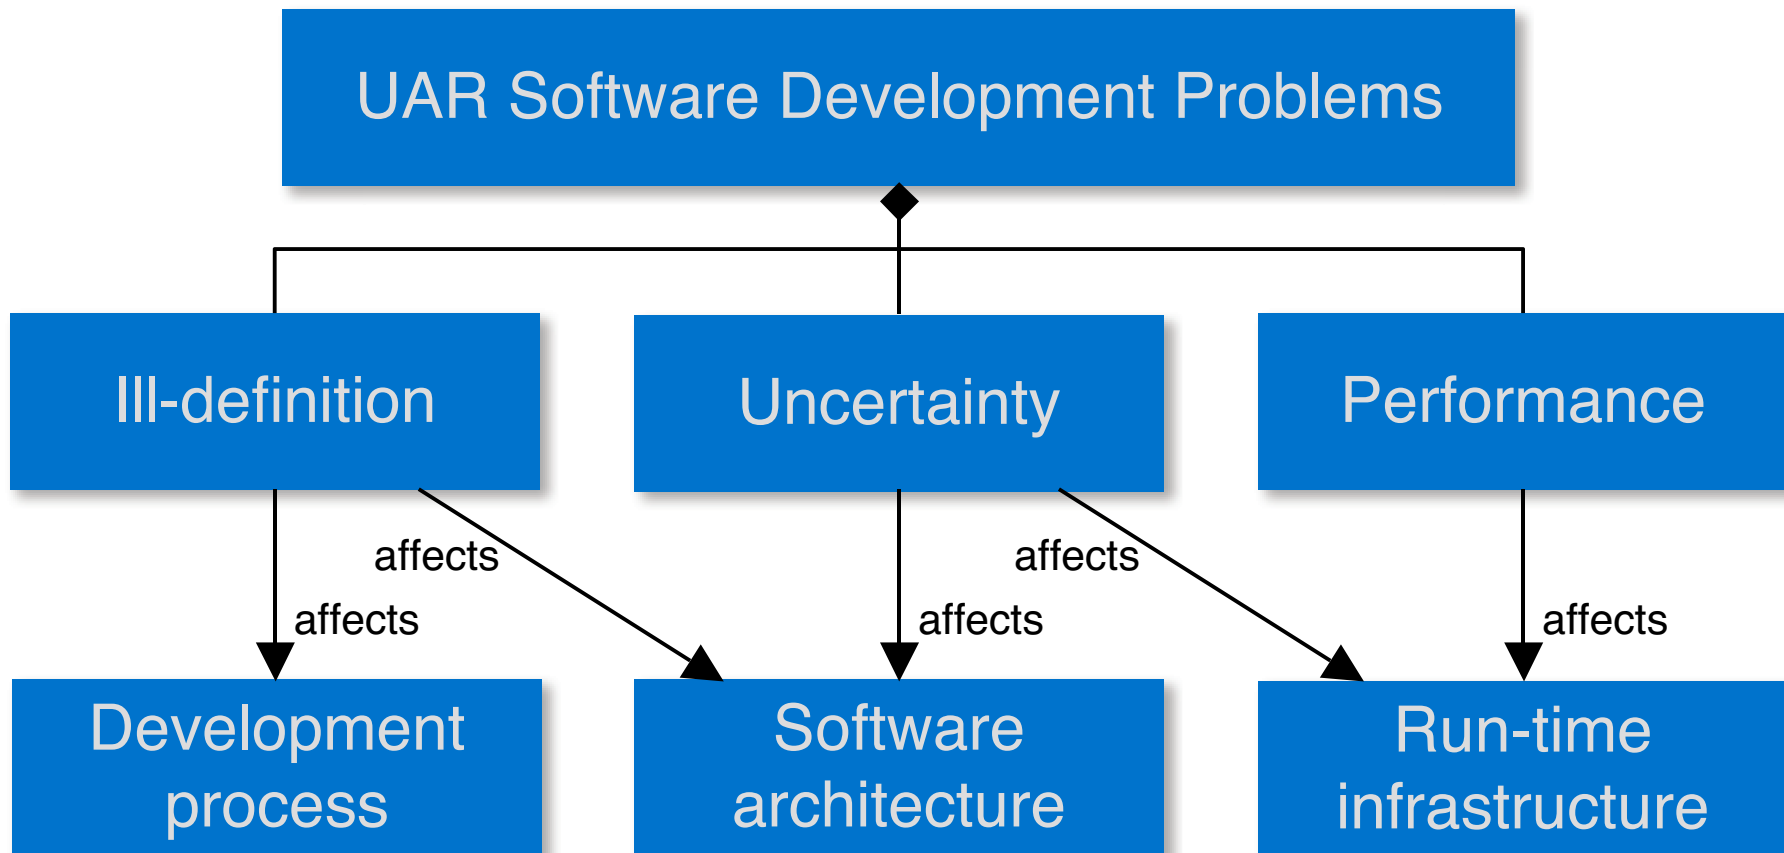 UAR Software Development Problems
Ill-definition
Uncertainty
Performance
affects
affects
affects
affects
affects
Development
process
Software
architecture
Run-time
infrastructure